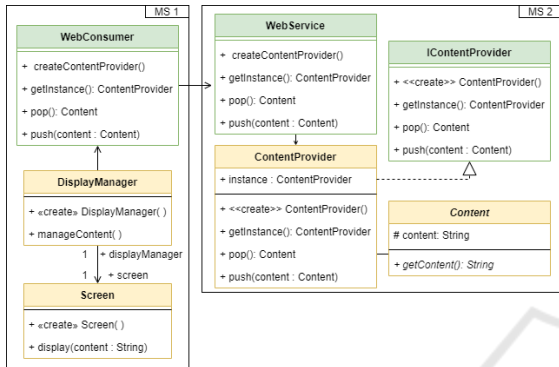 MS 1
WebConsumer
+ createContentProvider()
+ getInstance(): ContentProvider
+ pop(): Content
+ push(content : Content)
DisplayManager
+ «create» DisplayManager( )
+ manageContent( )
1 + displayManager
1 + screen
Screen
+ «create» Screen( )
+ display(content : String)
MS 2
WebService
+ createContentProvider()
+ getInstance(): ContentProvider
+ pop(): Content
+ push(content : Content)
IContentProvider
+ <<create>> ContentProvider()
+ getInstance(): ContentProvider
+ pop(): Content
+ push(content : Content)
ContentProvider
+ instance : ContentProvider
+ <<create>> ContentProvider()
+ getInstance(): ContentProvider
+ pop(): Content
+ push(content : Content)
Content
# content: String
+ getContent(): String